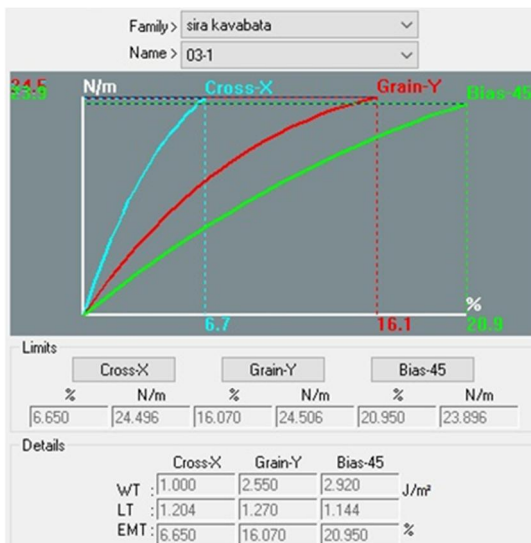 Family > sira kavabata
Name > 03-1
24.5 N/m Cross-X Grain-Y Bias-45
23.9
%
6.7 16.1 20.9
Limits
Cross-X Grain-Y Bias-45
% N/m % N/m % N/m
6.650 24.496 16.070 24.506 20.950 23.896
Details
Cross-X Grain-Y Bias-45
WT : 1.000 2.550 2.920 J/m²
LT : 1.204 1.270 1.144
EMT : 6.650 16.070 20.950 %